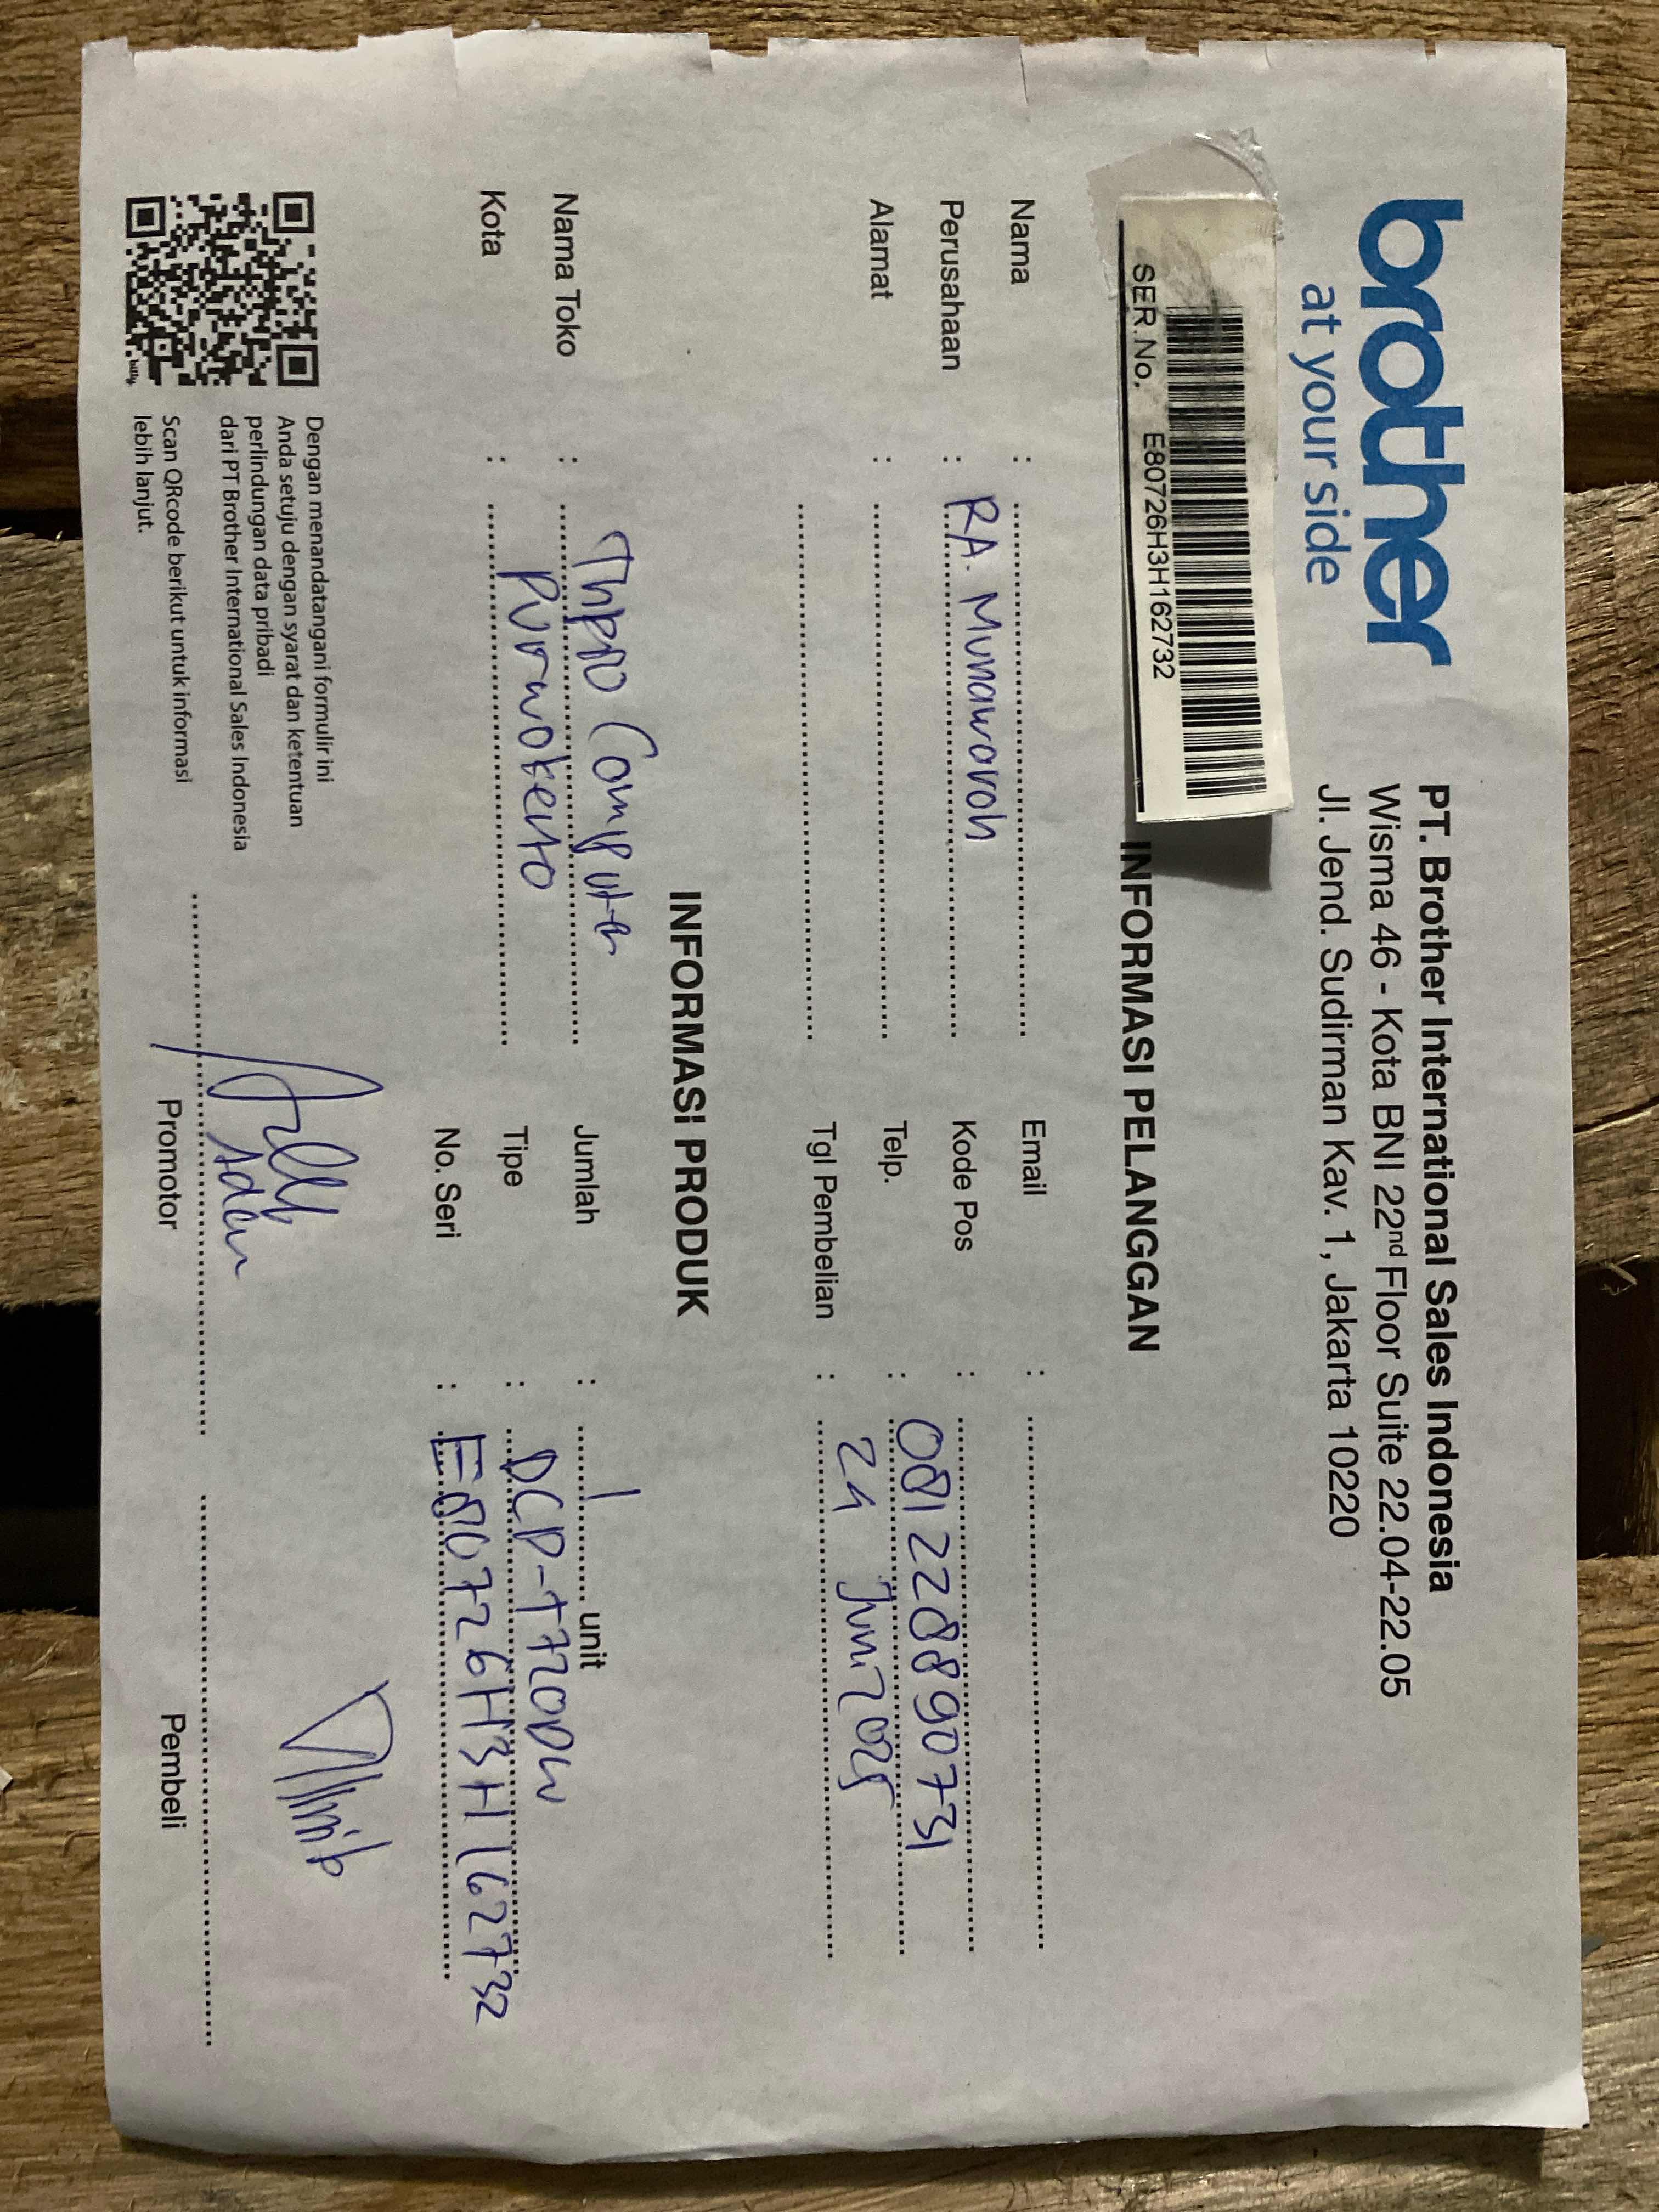 brother
at your side
PT. Brother International Sales Indonesia
Wisma 46 - Kota BNI 22nd Floor Suite 22.04-22.05
Jl. Jend. Sudirman Kav. 1, Jakarta 10220
SER.No. E80726H3H162732
INFORMASI PELANGGAN
Nama :
Email :
Perusahaan : RA. Munawaroh
Kode Pos :
Alamat :
Telp. : 081228890731
Tgl Pembelian : 24 Juni 2025
INFORMASI PRODUK
Nama Toko : Computer
Jumlah : 1 unit
Kota : Purwokerto
Tipe : DCP-T720DW
No. Seri : E80726H3H162732
Dengan menandatangani formulir ini
Anda setuju dengan syarat dan ketentuan
perlindungan data pribadi
dari PT Brother International Sales Indonesia
Scan QRcode berikut untuk informasi
lebih lanjut.
Promotor
Pembeli